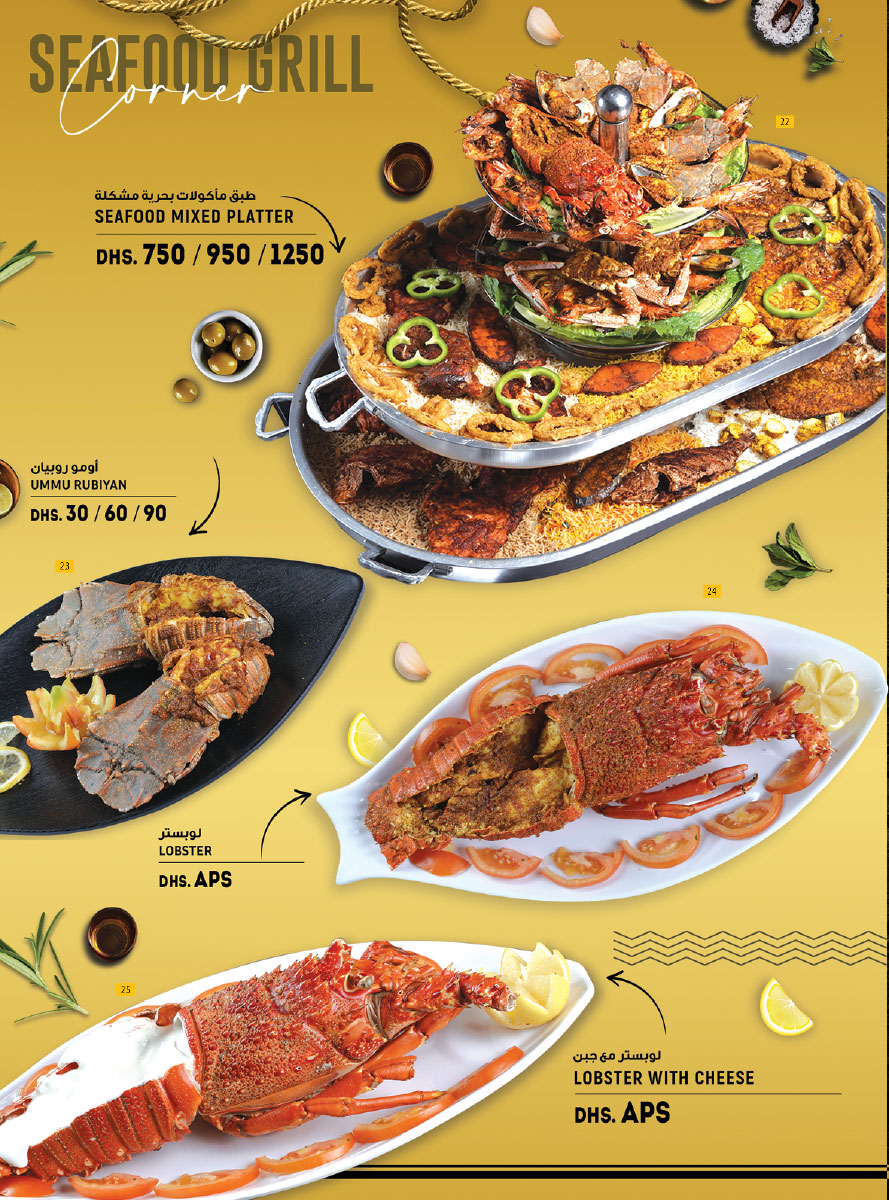 SEAFOOD GRILL
Corner
22
طبق مأكولات بحرية مشكلة
SEAFOOD MIXED PLATTER
DHS. 750 / 950 / 1250
أومو روبيان
UMMU RUBIYAN
DHS. 30 / 60 / 90
23
24
لوبستر
LOBSTER
DHS. APS
25
لوبستر مع جبن
LOBSTER WITH CHEESE
DHS. APS